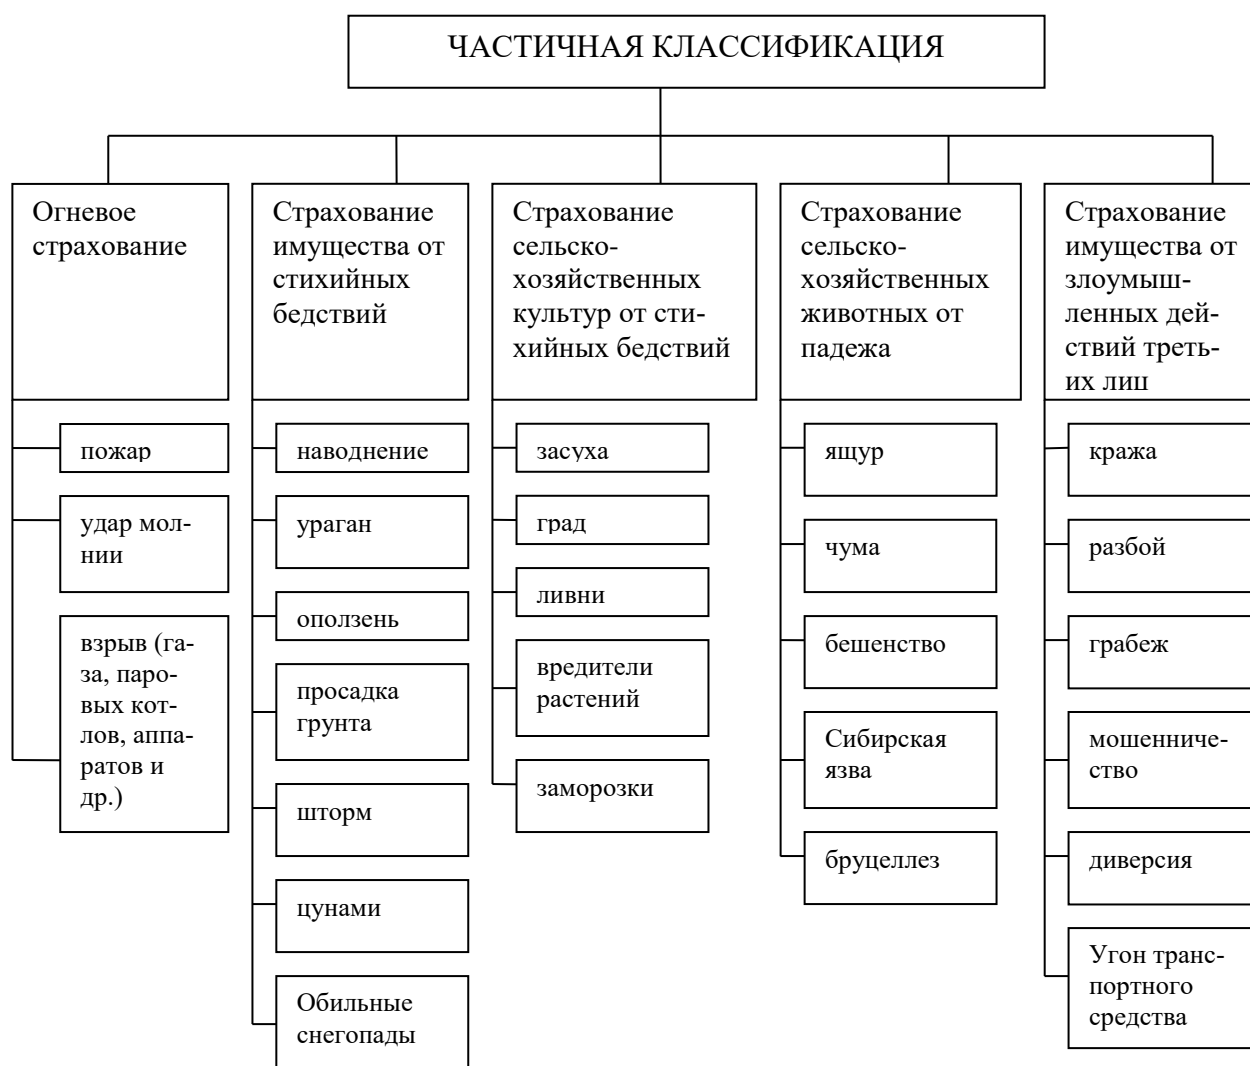 ЧАСТИЧНАЯ КЛАССИФИКАЦИЯ
Огневое
страхование
пожар
удар мол-
нии
взрыв (га-
за, паро-
вых кот-
лов, аппа-
ратов и
др.)
Страхование
имущества от
стихийных
бедствий
наводнение
ураган
оползень
просадка
грунта
шторм
цунами
Обильные
снегопады
Страхование
сельско-
хозяйственных
культур от сти-
хийных бедствий
засуха
град
ливни
вредители
растений
заморозки
Страхование
сельско-
хозяйственных
животных от
падежа
ящур
чума
бешенство
Сибирская
язва
бруцеллез
Страхование
имущества от
злоумыш-
ленных дей-
ствий треть-
их лиц
кража
разбой
грабеж
мошенниче-
ство
диверсия
Угон транс-
портного
средства